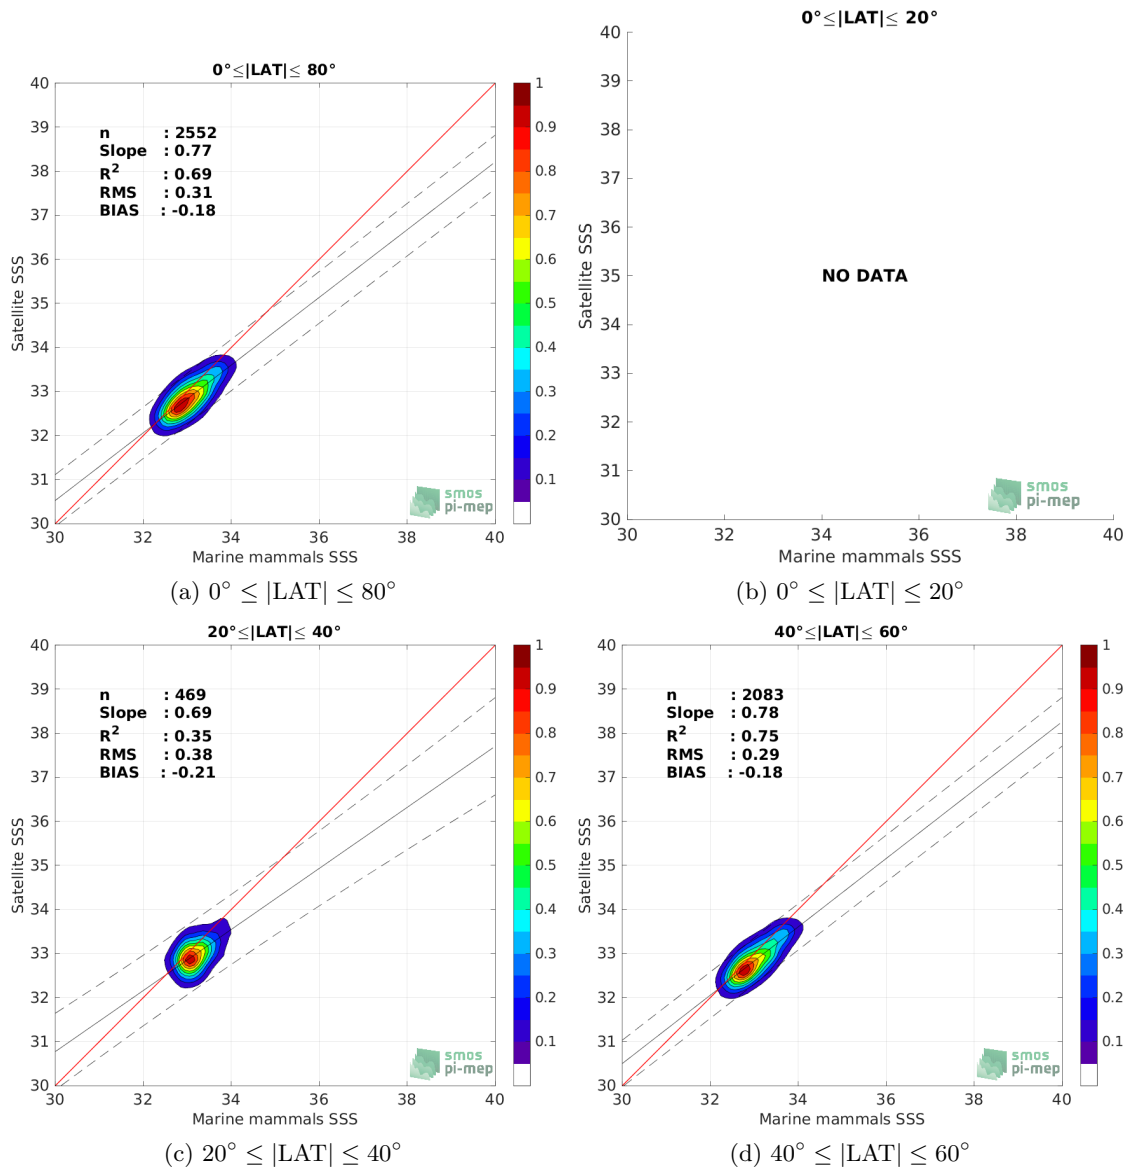 0°≤|LAT|≤ 80°
40
39
38
37
36
35
34
33
32
31
30
Satellite SSS
n : 2552
Slope : 0.77
R² : 0.69
RMS : 0.31
BIAS : -0.18
smos
pi-mep
30 32 34 36 38 40
Marine mammals SSS
1
0.9
0.8
0.7
0.6
0.5
0.4
0.3
0.2
0.1
(a) 0° ≤ |LAT| ≤ 80°
0°≤|LAT|≤ 20°
40
39
38
37
36
35
34
33
32
31
30
Satellite SSS
NO DATA
smos
pi-mep
30 32 34 36 38 40
Marine mammals SSS
(b) 0° ≤ |LAT| ≤ 20°
20°≤|LAT|≤ 40°
40
39
38
37
36
35
34
33
32
31
30
Satellite SSS
n : 469
Slope : 0.69
R² : 0.35
RMS : 0.38
BIAS : -0.21
smos
pi-mep
30 32 34 36 38 40
Marine mammals SSS
1
0.9
0.8
0.7
0.6
0.5
0.4
0.3
0.2
0.1
(c) 20° ≤ |LAT| ≤ 40°
40°≤|LAT|≤ 60°
40
39
38
37
36
35
34
33
32
31
30
Satellite SSS
n : 2083
Slope : 0.78
R² : 0.75
RMS : 0.29
BIAS : -0.18
smos
pi-mep
30 32 34 36 38 40
Marine mammals SSS
1
0.9
0.8
0.7
0.6
0.5
0.4
0.3
0.2
0.1
(d) 40° ≤ |LAT| ≤ 60°